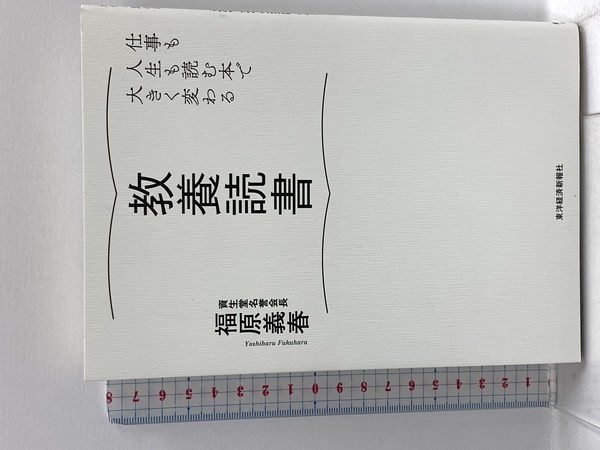 仕事も
人生も読む本で
大きく変わる
教養読書
資生堂名誉会長
福原義春
Yoshiharu Fukuhara
東洋経済新報社